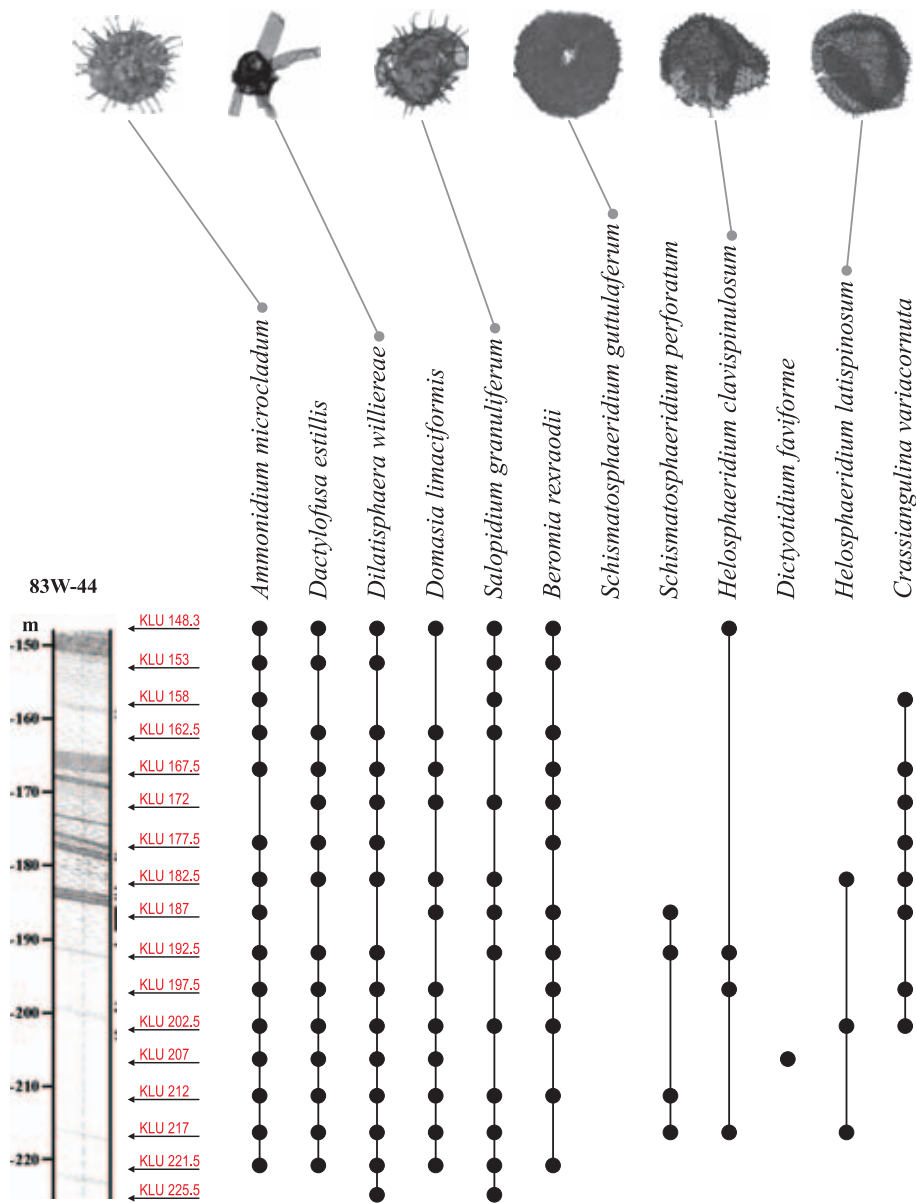 Ammonidium microcladum
Dactylofusa estillis
Dilatisphaera williereae
Domasia limaciformis
Salopidium granuliferum
Beromia rexraodii
Schismatosphaeridium guttulaferum
Schismatosphaeridium perforatum
Helosphaeridium clavispinulosum
Dictyotidium faviforme
Helosphaeridium latispinosum
Crassiangulina variacornuta
83W-44
m
KLU 148.3
-150
KLU 153
KLU 158
-160
KLU 162.5
KLU 167.5
-170
KLU 172
KLU 177.5
-180
KLU 182.5
KLU 187
-190
KLU 192.5
KLU 197.5
-200
KLU 202.5
KLU 207
-210
KLU 212
KLU 217
-220
KLU 221.5
KLU 225.5